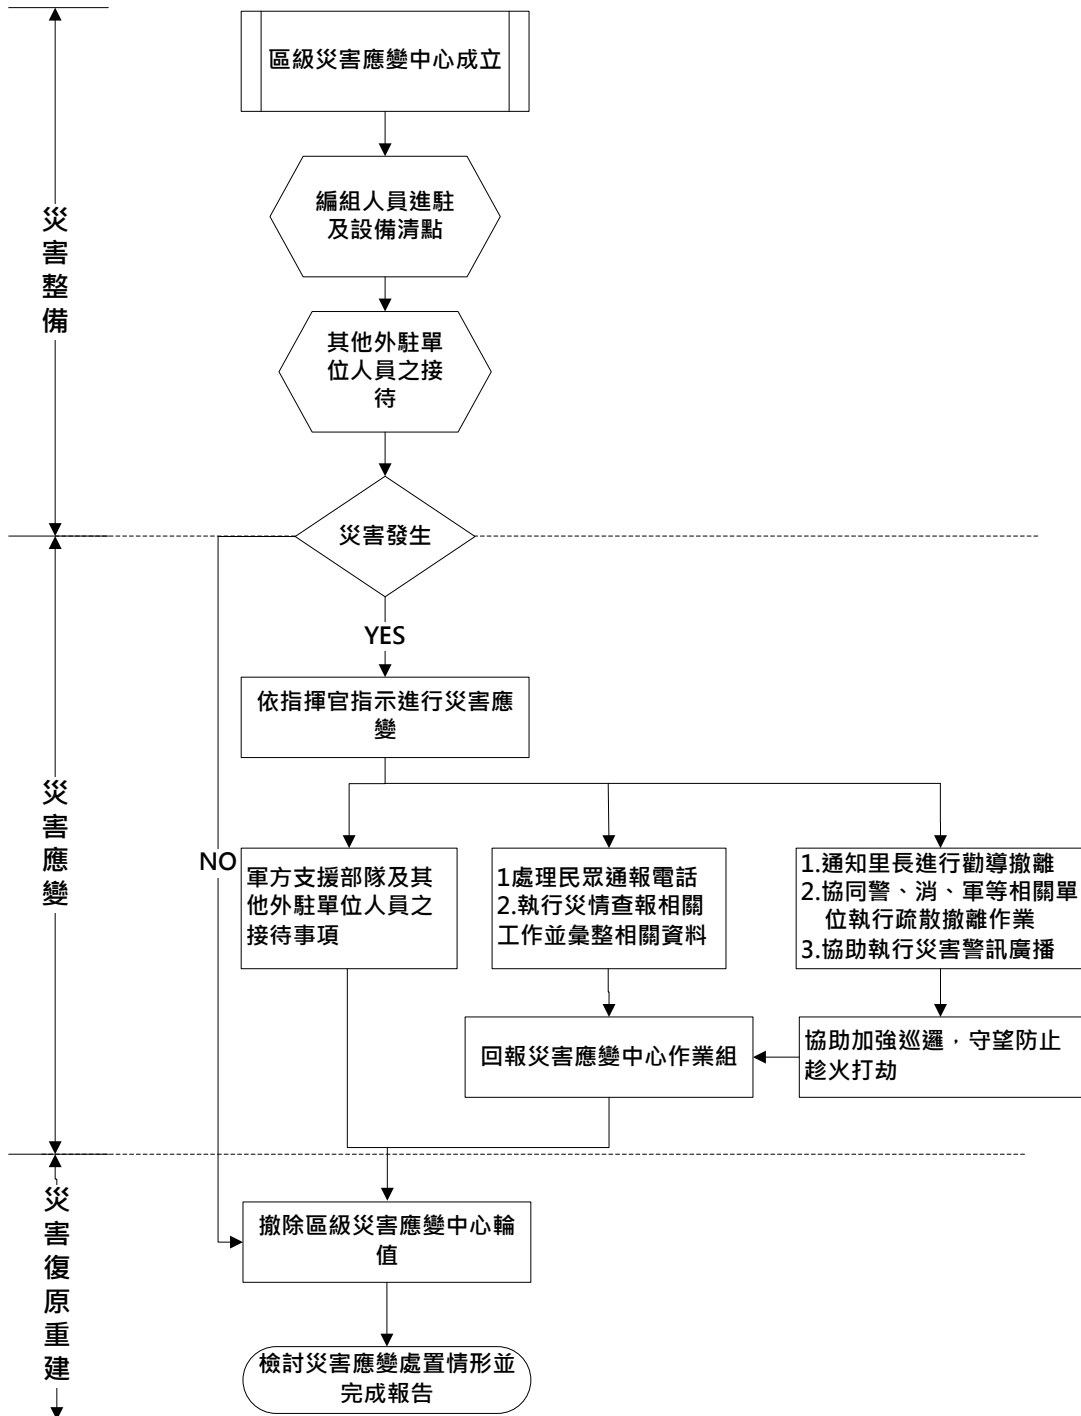 區級災害應變中心成立
編組人員進駐
及設備清點
災害整備
其他外駐單
位人員之接
待
災害發生
YES
依指揮官指示進行災害應
變
災害應變
NO
軍方支援部隊及其
他外駐單位人員之
接待事項
1處理民眾通報電話
2.執行災情查報相關
工作並彙整相關資料
1.通知里長進行勸導撤離
2.協同警、消、軍等相關單
位執行疏散撤離作業
3.協助執行災害警訊廣播
回報災害應變中心作業組
協助加強巡邏，守望防止
趁火打劫
災害復原重建
撤除區級災害應變中心輪
值
檢討災害應變處置情形並
完成報告